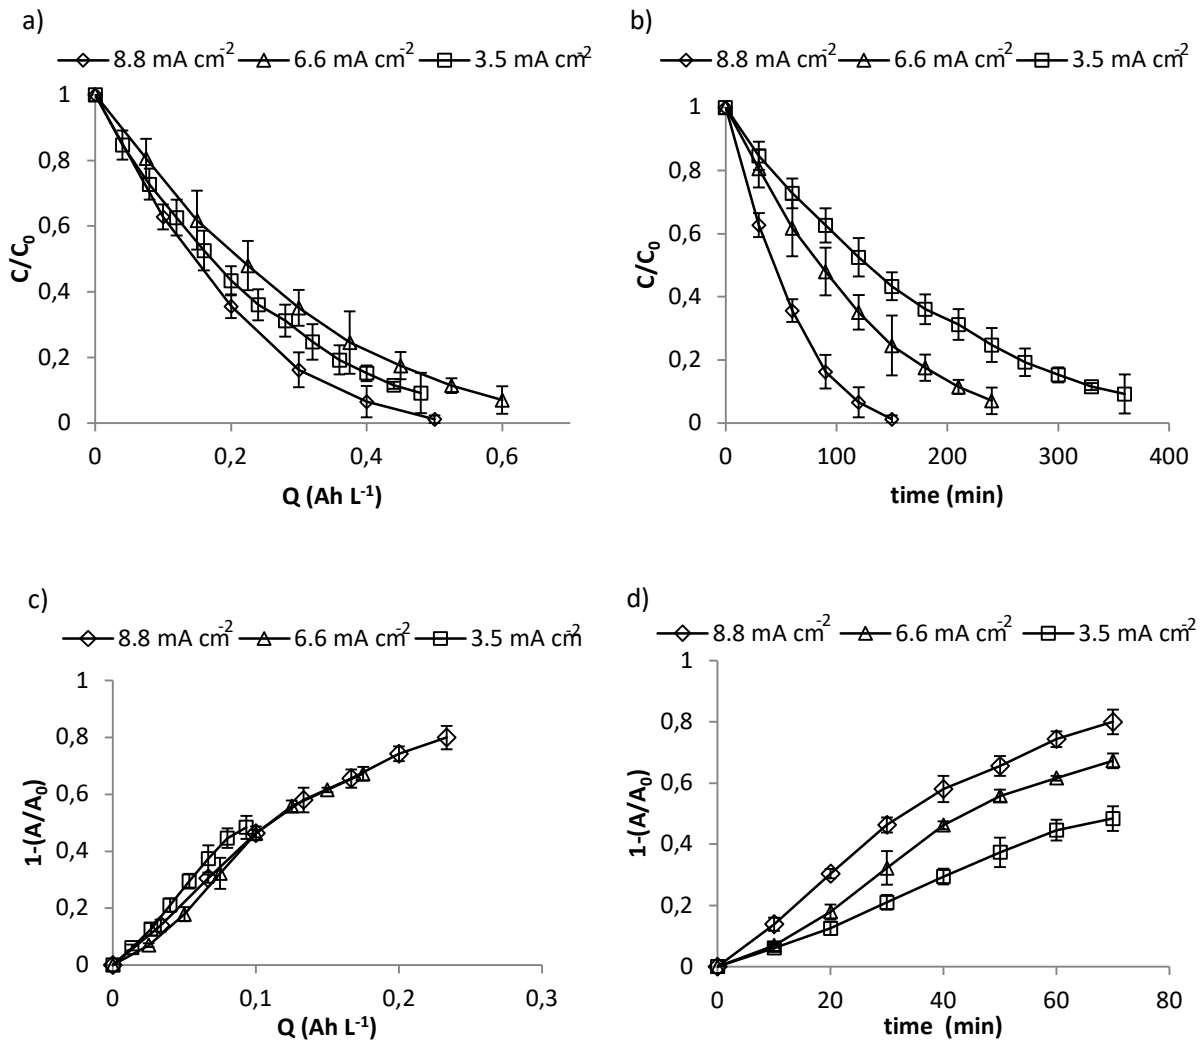 a)
8.8 mA cm-2 6.6 mA cm-2 3.5 mA cm-2
1
0,8
0,6
0,4
0,2
0
0 0,2 0,4 0,6
C/C0
Q (Ah L-1)
b)
8.8 mA cm-2 6.6 mA cm-2 3.5 mA cm-2
1
0,8
0,6
0,4
0,2
0
0 100 200 300 400
C/C0
time (min)
c)
8.8 mA cm-2 6.6 mA cm-2 3.5 mA cm-2
1
0,8
0,6
0,4
0,2
0
0 0,1 0,2 0,3
1-(A/A0)
Q (Ah L-1)
d)
8.8 mA cm-2 6.6 mA cm-2 3.5 mA cm-2
1
0,8
0,6
0,4
0,2
0
0 20 40 60 80
1-(A/A0)
time (min)